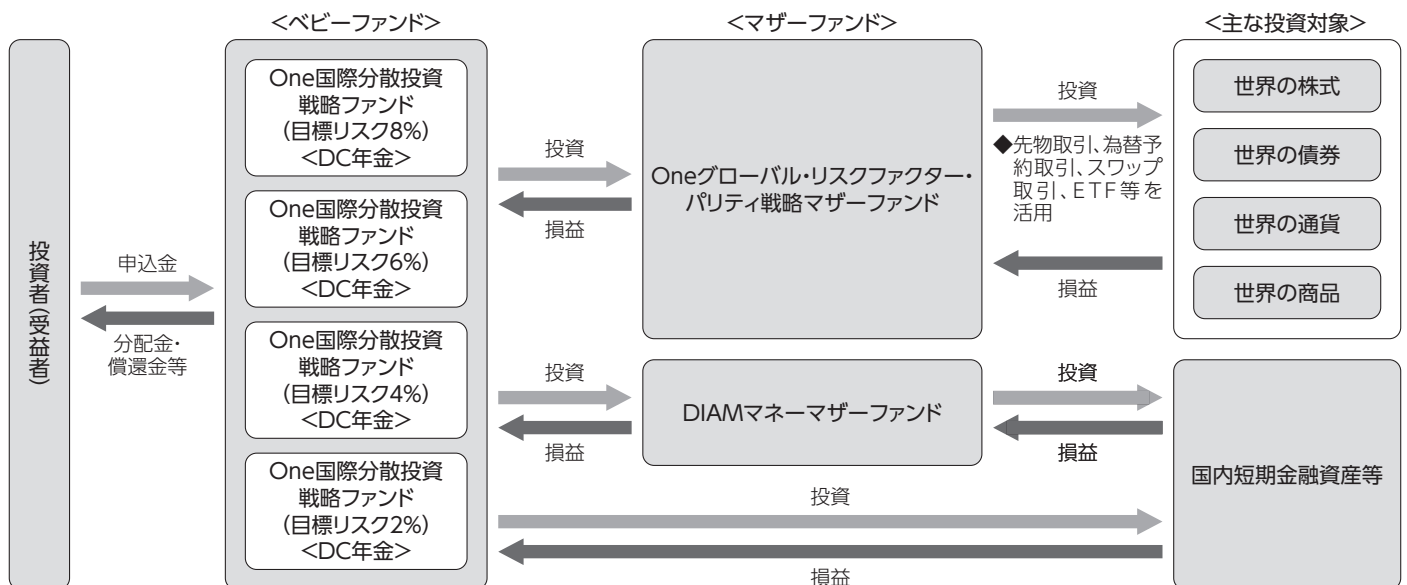 <ベビーファンド>
<マザーファンド>
<主な投資対象>
投資者(受益者)
申込金
分配金・
償還金等
One国際分散投資
戦略ファンド
(目標リスク8%)
<DC年金>
One国際分散投資
戦略ファンド
(目標リスク6%)
<DC年金>
One国際分散投資
戦略ファンド
(目標リスク4%)
<DC年金>
One国際分散投資
戦略ファンド
(目標リスク2%)
<DC年金>
投資
損益
Oneグローバル・リスクファクター・
パリティ戦略マザーファンド
投資
◆先物取引、為替予
約取引、スワップ
取引、ETF等を
活用
損益
世界の株式
世界の債券
世界の通貨
世界の商品
投資
損益
DIAMマネーマザーファンド
投資
損益
国内短期金融資産等
投資
損益